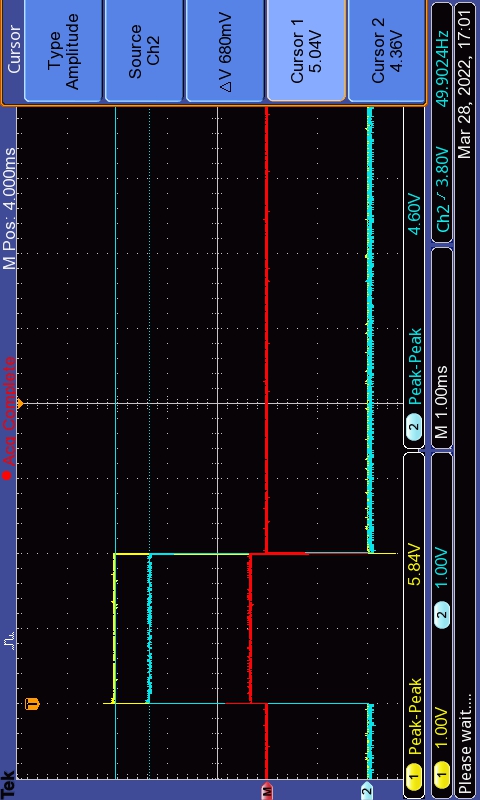 Tek
Acq Complete
M Pos: 4.000ms
Cursor
T
Type
Amplitude
Source
Ch2
△V 680mV
M
Cursor 1
5.04V
2
Cursor 2
4.36V
1 Peak-Peak 5.84V
2 Peak-Peak 4.60V
1 1.00V
2 1.00V
M 1.00ms
Ch2 3.80V 49.9024Hz
Please wait....
Mar 28, 2022, 17:01